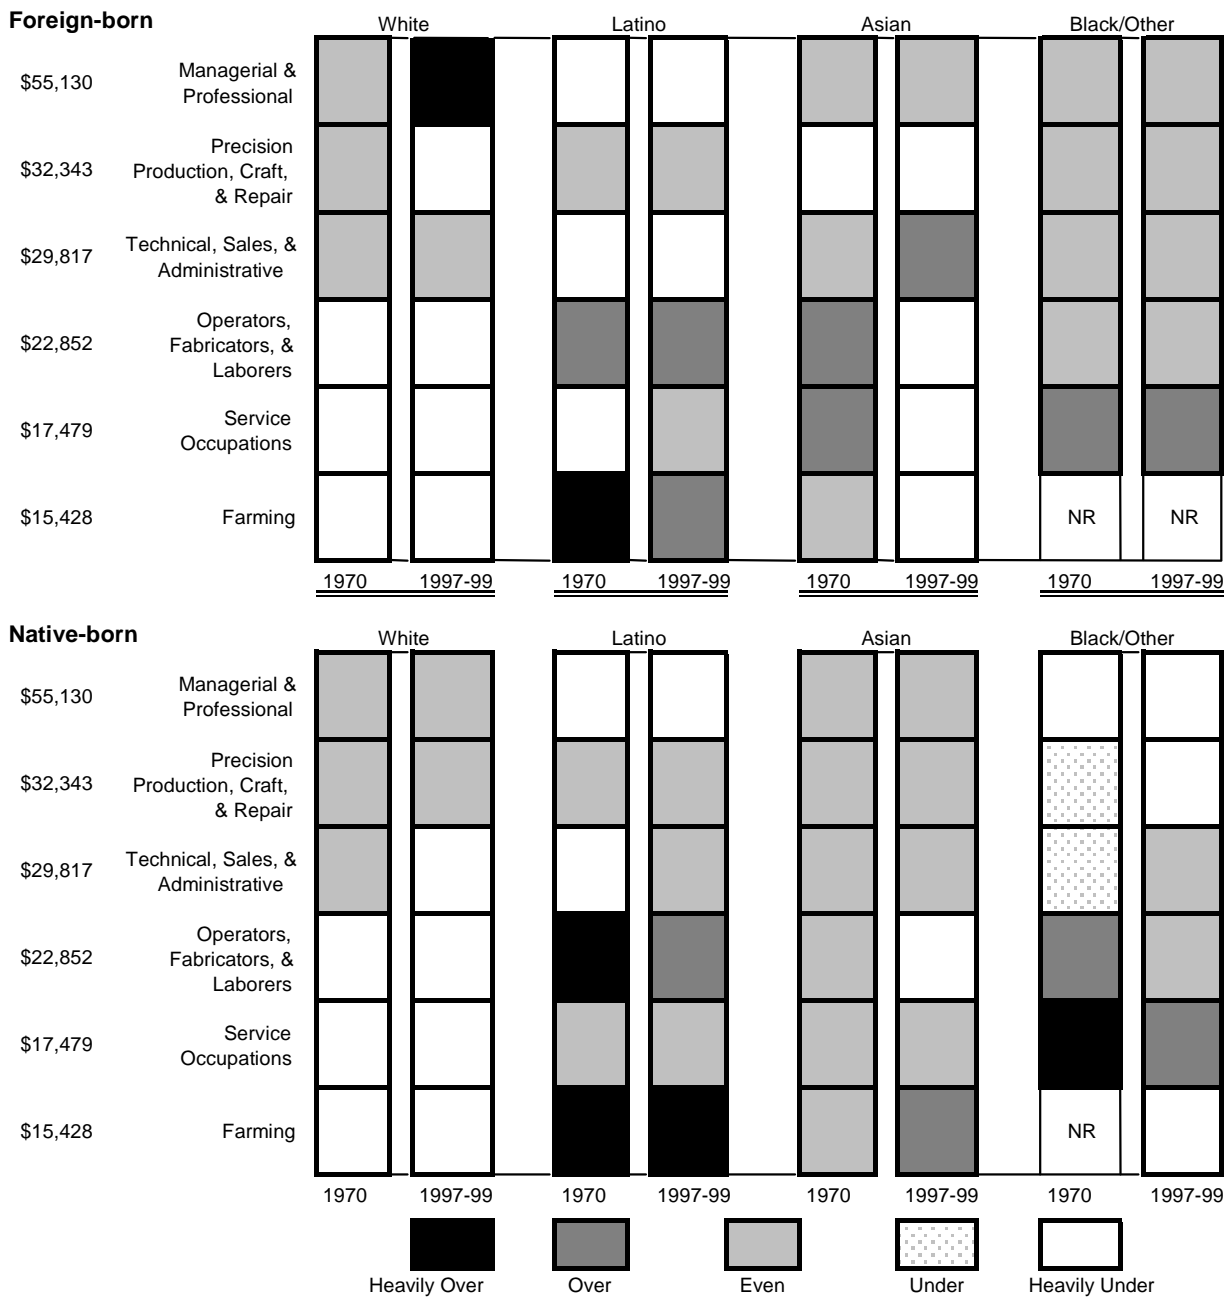 Foreign-born
White Latino Asian Black/Other
$55,130 Managerial &
Professional
$32,343 Precision
Production, Craft,
& Repair
$29,817 Technical, Sales, &
Administrative
$22,852 Operators,
Fabricators, &
Laborers
$17,479 Service
Occupations
$15,428 Farming NR NR
1970 1997-99 1970 1997-99 1970 1997-99 1970 1997-99
Native-born
White Latino Asian Black/Other
$55,130 Managerial &
Professional
$32,343 Precision
Production, Craft,
& Repair
$29,817 Technical, Sales, &
Administrative
$22,852 Operators,
Fabricators, &
Laborers
$17,479 Service
Occupations
$15,428 Farming NR
1970 1997-99 1970 1997-99 1970 1997-99 1970 1997-99
Heavily Over Over Even Under Heavily Under